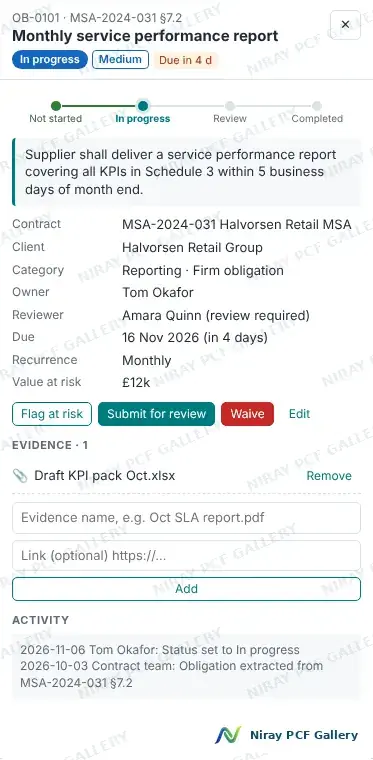 OB-0101 · MSA-2024-031 §7.2
Monthly service performance report
×
In progress
Medium
Due in 4 d
Not started
In progress
Review
Completed
Supplier shall deliver a service performance report
covering all KPIs in Schedule 3 within 5 business
days of month end.
Contract MSA-2024-031 Halvorsen Retail MSA
Client Halvorsen Retail Group
Category Reporting · Firm obligation
Owner Tom Okafor
Reviewer Amara Quinn (review required)
Due 16 Nov 2026 (in 4 days)
Recurrence Monthly
Value at risk £12k
Flag at risk
Submit for review
Waive
Edit
EVIDENCE · 1
📎 Draft KPI pack Oct.xlsx
Remove
Evidence name, e.g. Oct SLA report.pdf
Link (optional) https://...
Add
ACTIVITY
2026-11-06 Tom Okafor: Status set to In progress
2026-10-03 Contract team: Obligation extracted from
MSA-2024-031 §7.2
Niray PCF Gallery
NIRAY PCF GALLERY